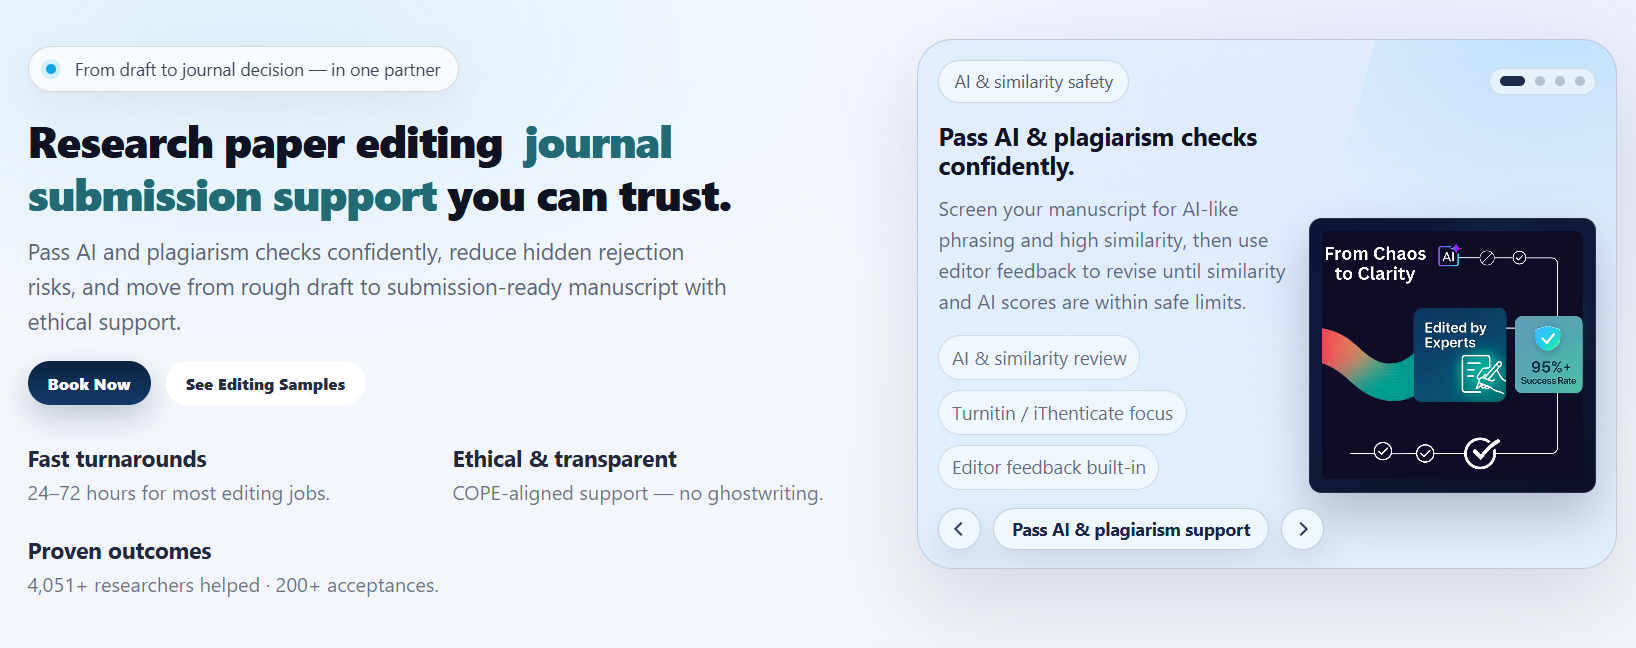 From draft to journal decision — in one partner
Research paper editing journal
submission support you can trust.
Pass AI and plagiarism checks confidently, reduce hidden rejection
risks, and move from rough draft to submission-ready manuscript with
ethical support.
Book Now
See Editing Samples
Fast turnarounds
24–72 hours for most editing jobs.
Ethical & transparent
COPE-aligned support — no ghostwriting.
Proven outcomes
4,051+ researchers helped · 200+ acceptances.
AI & similarity safety
Pass AI & plagiarism checks
confidently.
Screen your manuscript for AI-like
phrasing and high similarity, then use
editor feedback to revise until similarity
and AI scores are within safe limits.
AI & similarity review
Turnitin / iThenticate focus
Editor feedback built-in
Pass AI & plagiarism support
From Chaos
to Clarity
AI
Edited by
Experts
95%+
Success Rate